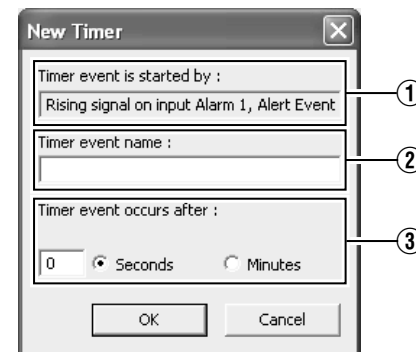 New Timer
Timer event is started by :
Rising signal on input Alarm 1, Alert Event
①
Timer event name :
②
Timer event occurs after :
③
0 Seconds Minutes
OK Cancel